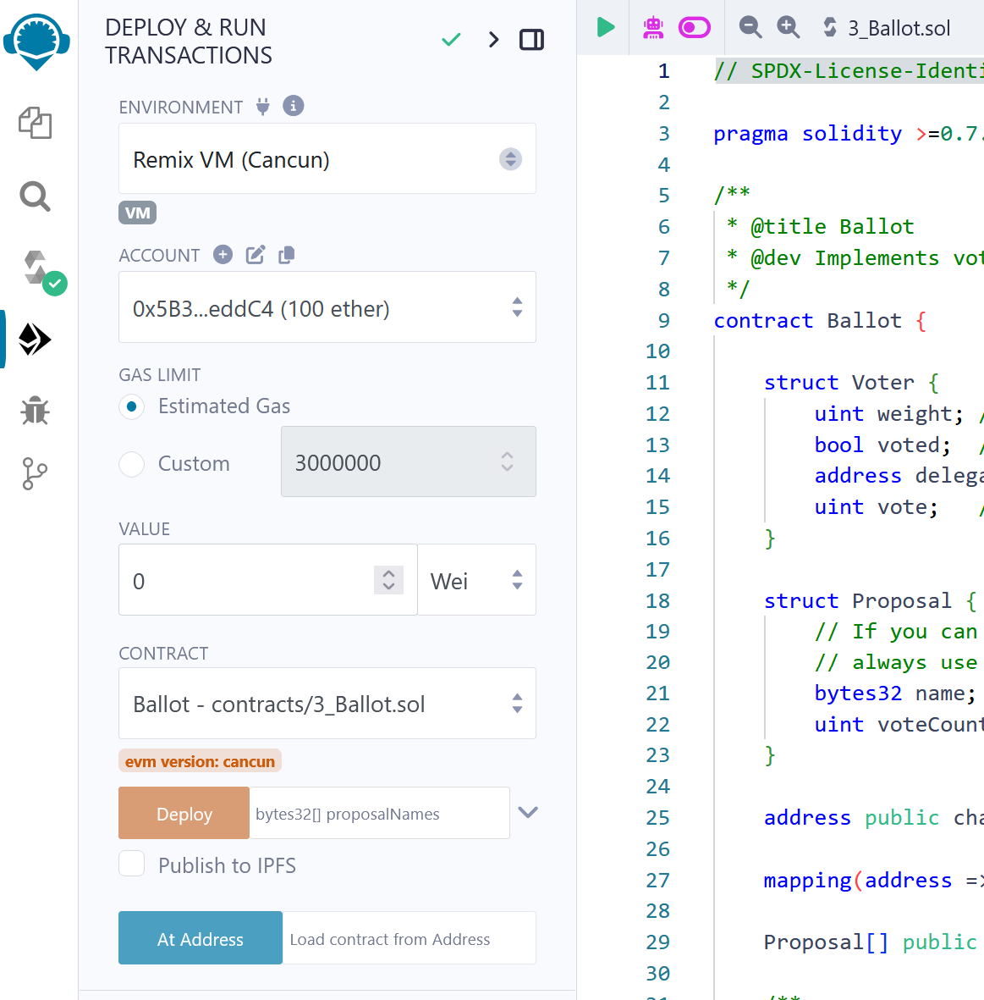 DEPLOY & RUN
TRANSACTIONS
ENVIRONMENT
Remix VM (Cancun)
VM
ACCOUNT
0x5B3...eddC4 (100 ether)
GAS LIMIT
Estimated Gas
Custom
3000000
VALUE
0
Wei
CONTRACT
Ballot - contracts/3_Ballot.sol
evm version: cancun
Deploy
bytes32[] proposalNames
Publish to IPFS
At Address
Load contract from Address
3_Ballot.sol
1 // SPDX-License-Identi
2
3 pragma solidity >=0.7.
4
5 /**
6 * @title Ballot
7 * @dev Implements vot
8 */
9 contract Ballot {
10
11 struct Voter {
12 uint weight; /
13 bool voted; /
14 address delega
15 uint vote; /
16 }
17
18 struct Proposal {
19 // If you can
20 // always use
21 bytes32 name;
22 uint voteCount
23 }
24
25 address public cha
26
27 mapping(address =>
28
29 Proposal[] public
30
/**